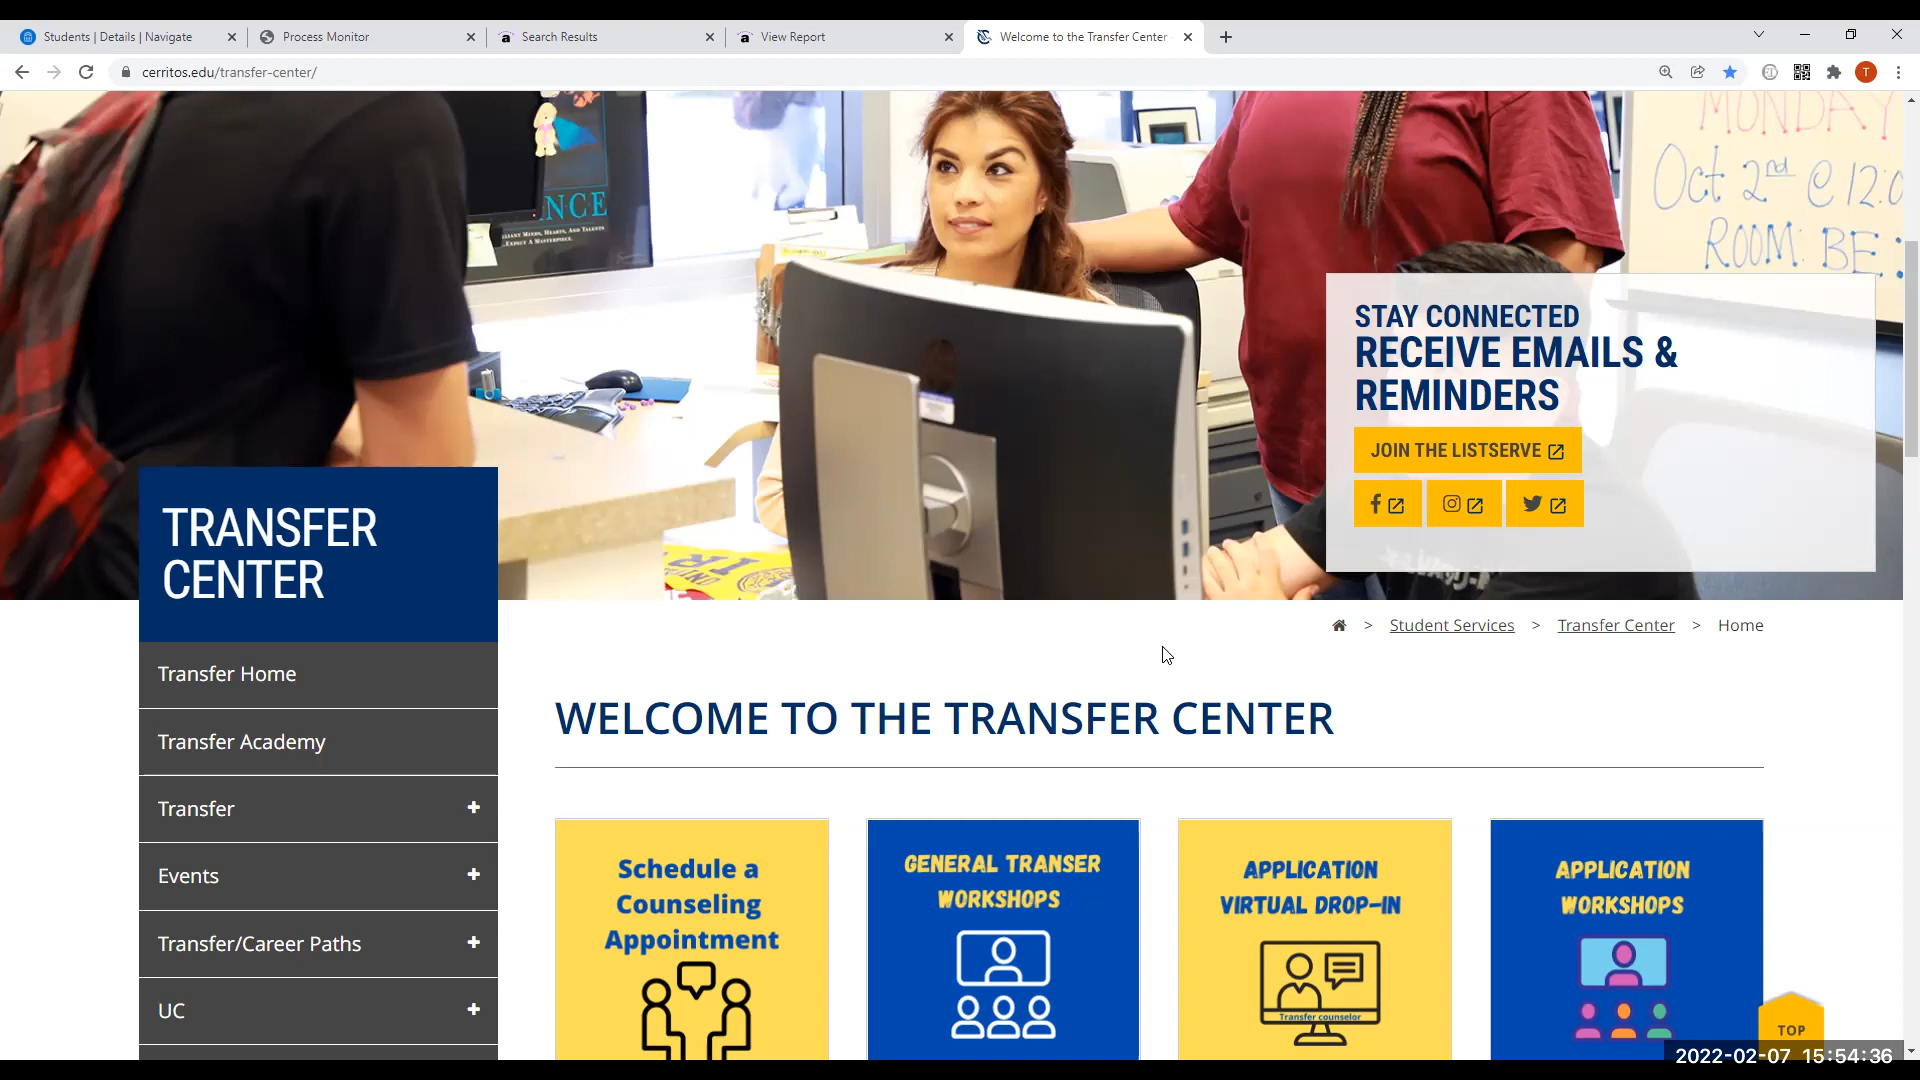 Students | Details | Navigate
Process Monitor
Search Results
View Report
Welcome to the Transfer Center
cerritos.edu/transfer-center/
T
MONDAY
Oct 2nd @ 12:0
ROOM: BE
NCE
EXPECT A MASTERPIECE.
STAY CONNECTED
RECEIVE EMAILS &
REMINDERS
JOIN THE LISTSERVE
TRANSFER
CENTER
Student Services > Transfer Center > Home
Transfer Home
Transfer Academy
Transfer +
Events +
Transfer/Career Paths +
UC +
WELCOME TO THE TRANSFER CENTER
Schedule a
Counseling
Appointment
GENERAL TRANSER
WORKSHOPS
APPLICATION
VIRTUAL DROP-IN
Transfer counselor
APPLICATION
WORKSHOPS
TOP
2022-02-07 15:54:36